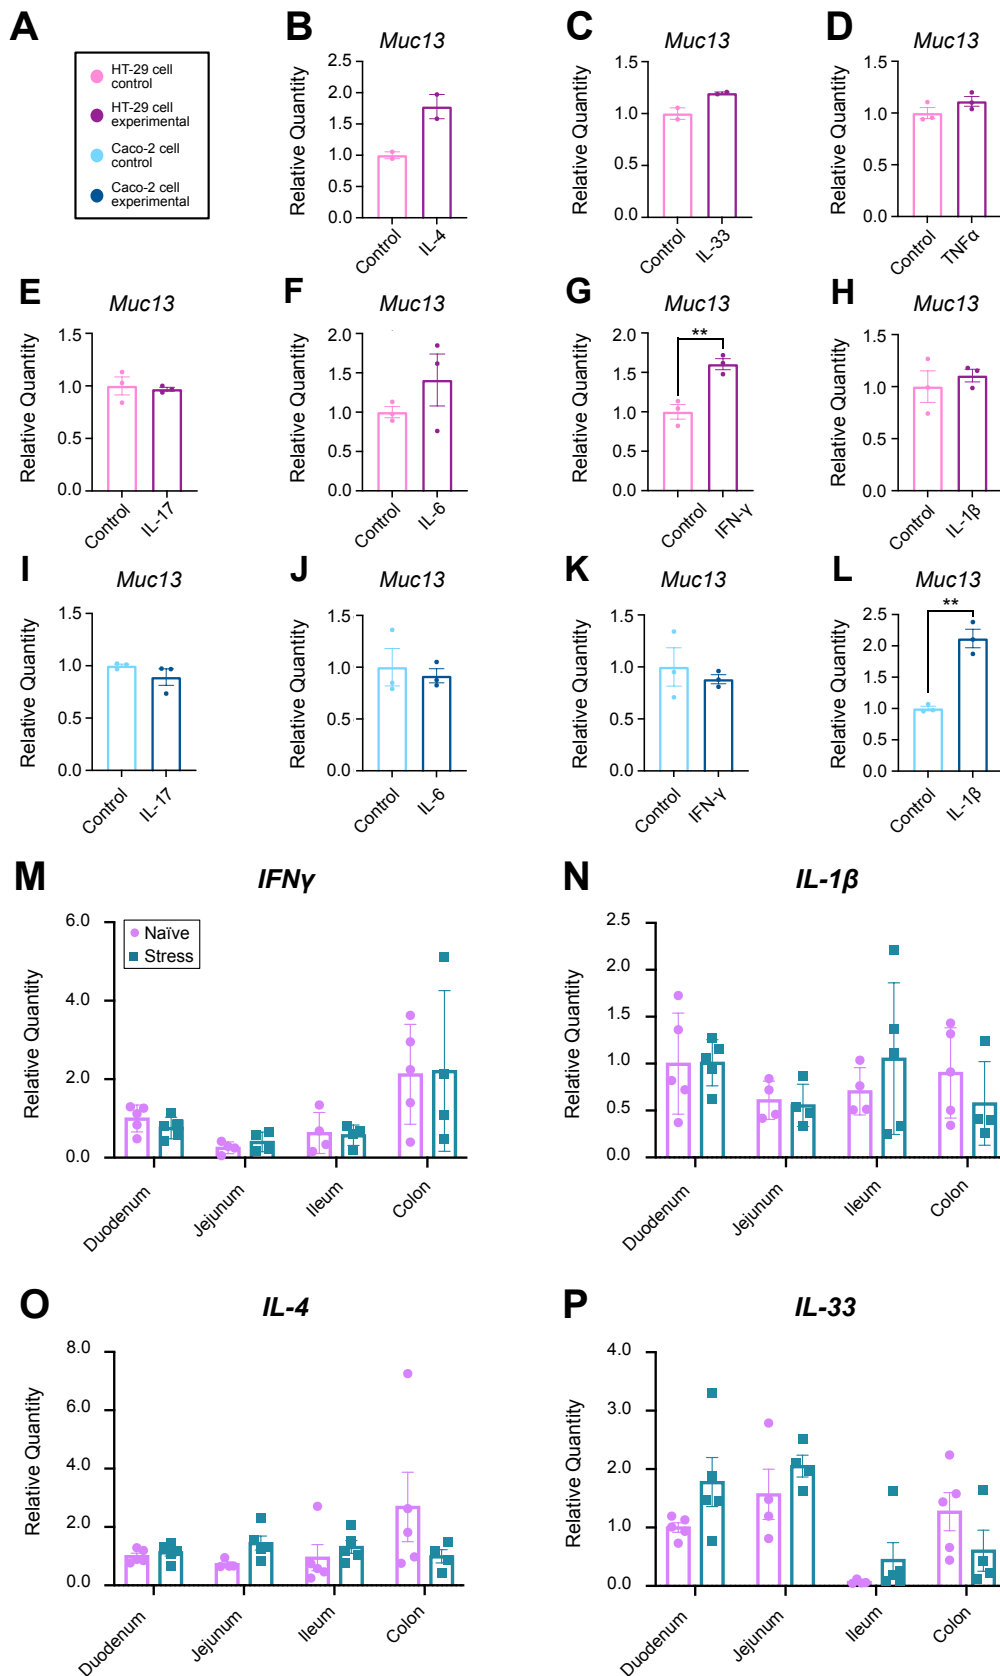 A
HT-29 cell
control
HT-29 cell
experimental
Caco-2 cell
control
Caco-2 cell
experimental
B
Muc13
Relative Quantity
2.5
2.0
1.5
1.0
0.5
0.0
Control
IL-4
C
Muc13
Relative Quantity
1.5
1.0
0.5
0.0
Control
IL-33
D
Muc13
Relative Quantity
1.5
1.0
0.5
0.0
Control
TNFα
E
Muc13
Relative Quantity
1.5
1.0
0.5
0.0
Control
IL-17
F
Muc13
Relative Quantity
2.0
1.5
1.0
0.5
0.0
Control
IL-6
G
Muc13
Relative Quantity
2.0
1.5
1.0
0.5
0.0
**
Control
IFN-γ
H
Muc13
Relative Quantity
1.5
1.0
0.5
0.0
Control
IL-1β
I
Muc13
Relative Quantity
1.5
1.0
0.5
0.0
Control
IL-17
J
Muc13
Relative Quantity
1.5
1.0
0.5
0.0
Control
IL-6
K
Muc13
Relative Quantity
1.5
1.0
0.5
0.0
Control
IFN-γ
L
Muc13
Relative Quantity
2.5
2.0
1.5
1.0
0.5
0.0
**
Control
IL-1β
M
IFNγ
Relative Quantity
6.0
4.0
2.0
0.0
Naïve
Stress
Duodenum
Jejunum
Ileum
Colon
N
IL-1β
Relative Quantity
2.5
2.0
1.5
1.0
0.5
0.0
Duodenum
Jejunum
Ileum
Colon
O
IL-4
Relative Quantity
8.0
6.0
4.0
2.0
0.0
Duodenum
Jejunum
Ileum
Colon
P
IL-33
Relative Quantity
4.0
3.0
2.0
1.0
0.0
Duodenum
Jejunum
Ileum
Colon